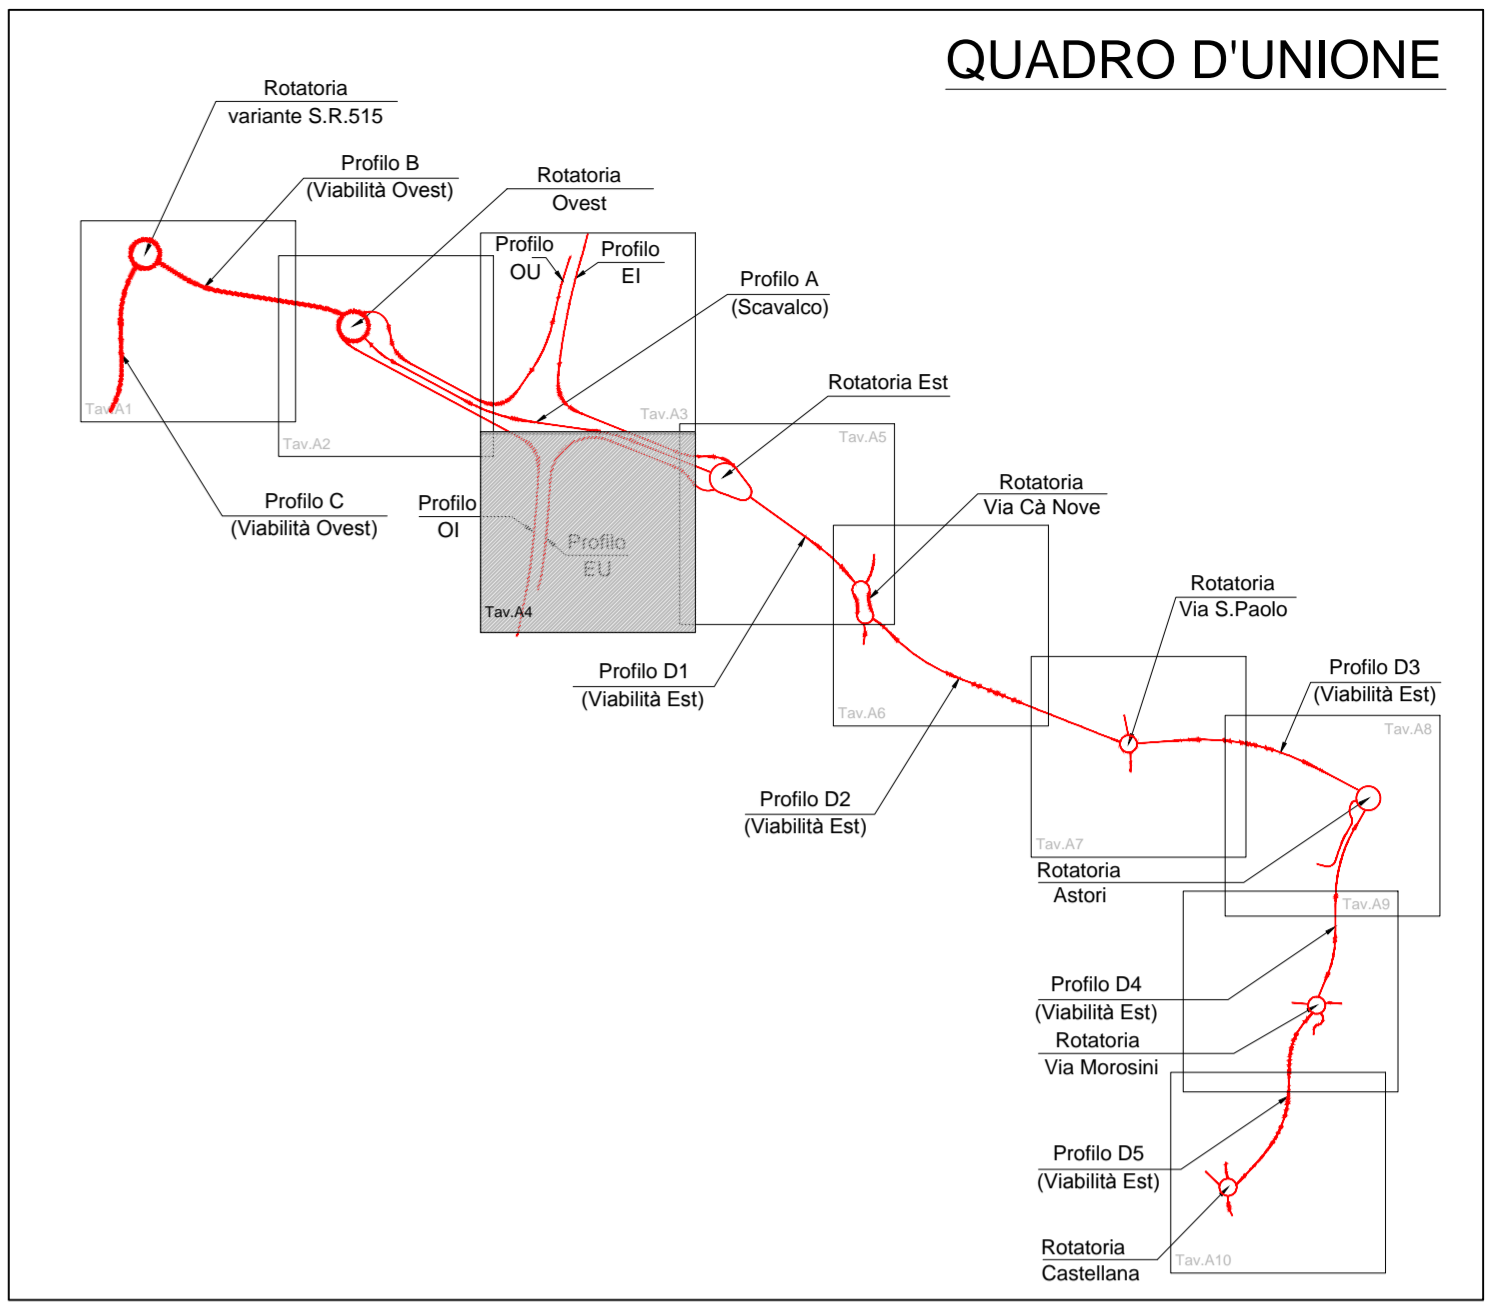 QUADRO D'UNIONE
Rotatoria
variante S.R.515
Profilo B
(Viabilità Ovest)
Rotatoria
Ovest
Profilo
OU
Profilo
EI
Profilo A
(Scavalco)
Rotatoria Est
Tav.A1
Tav.A2
Tav.A3
Tav.A5
Profilo C
(Viabilità Ovest)
Profilo
OI
Profilo
EU
Tav.A4
Rotatoria
Via Cà Nove
Rotatoria
Via S.Paolo
Profilo D1
(Viabilità Est)
Tav.A6
Profilo D3
(Viabilità Est)
Tav.A8
Profilo D2
(Viabilità Est)
Tav.A7
Rotatoria
Astori
Tav.A9
Profilo D4
(Viabilità Est)
Rotatoria
Via Morosini
Profilo D5
(Viabilità Est)
Rotatoria
Castellana
Tav.A10